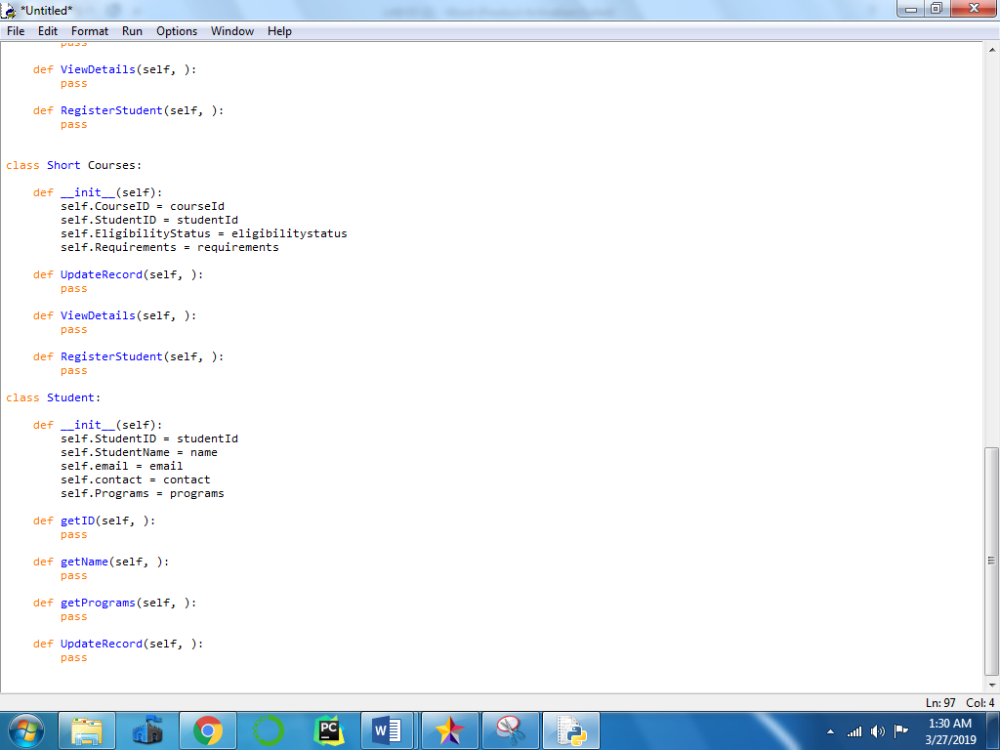 *Untitled*
File Edit Format Run Options Window Help
pass
def ViewDetails(self, ):
pass
def RegisterStudent(self, ):
pass
class Short Courses:
def __init__(self):
self.CourseID = courseId
self.StudentID = studentId
self.EligibilityStatus = eligibilitystatus
self.Requirements = requirements
def UpdateRecord(self, ):
pass
def ViewDetails(self, ):
pass
def RegisterStudent(self, ):
pass
class Student:
def __init__(self):
self.StudentID = studentId
self.StudentName = name
self.email = email
self.contact = contact
self.Programs = programs
def getID(self, ):
pass
def getName(self, ):
pass
def getPrograms(self, ):
pass
def UpdateRecord(self, ):
pass
Ln: 97 Col: 4
PC
W
1:30 AM
3/27/2019